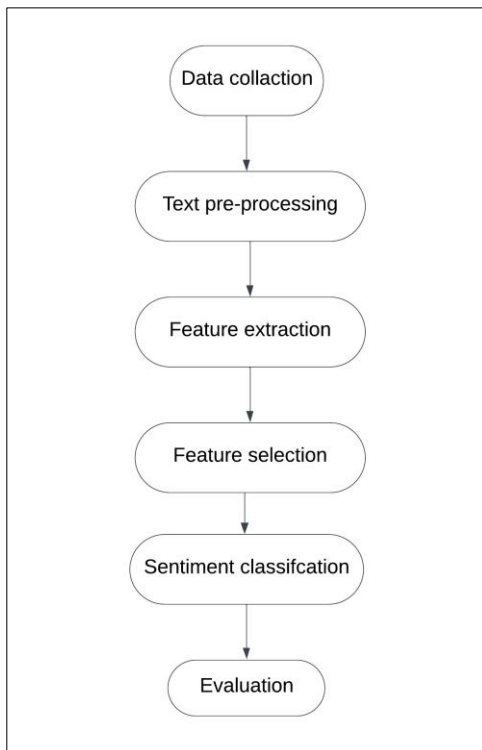 Data collaction
Text pre-processing
Feature extraction
Feature selection
Sentiment classifcation
Evaluation